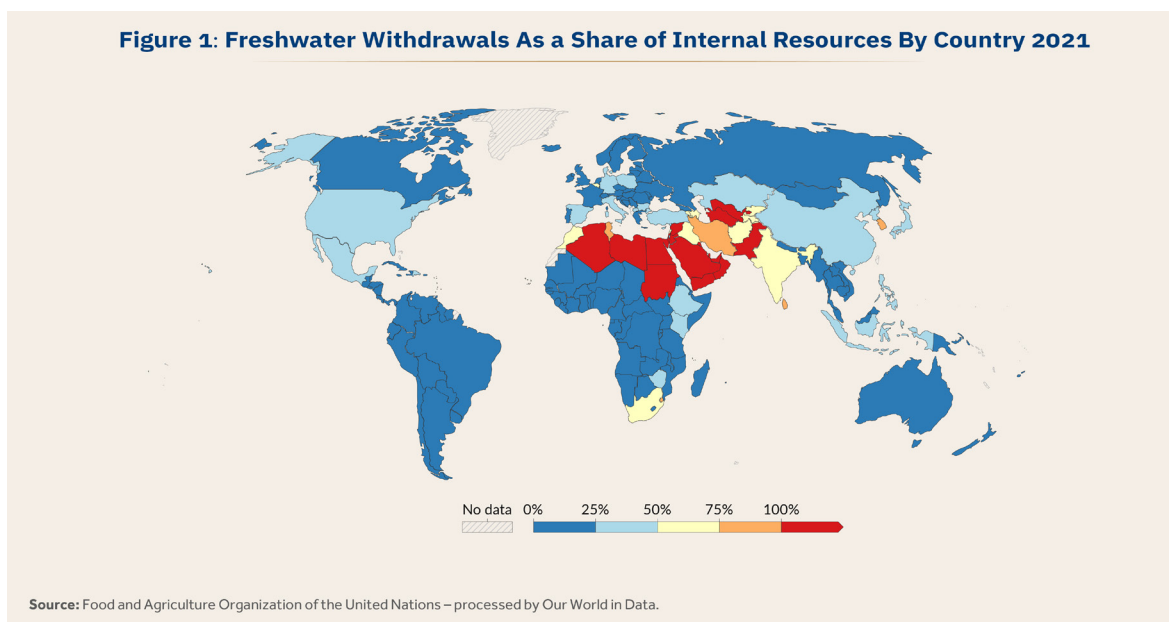 Figure 1: Freshwater Withdrawals As a Share of Internal Resources By Country 2021
No data 0% 25% 50% 75% 100%
Source: Food and Agriculture Organization of the United Nations – processed by Our World in Data.